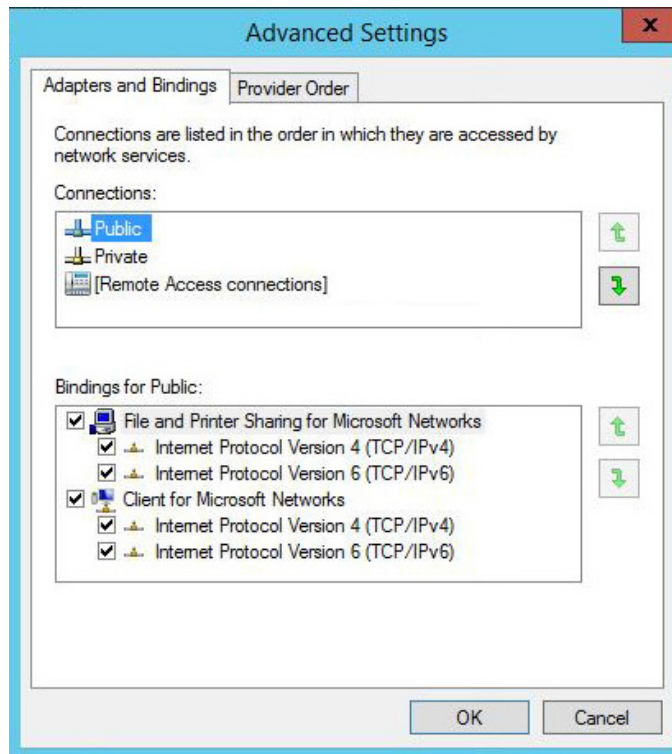 Advanced Settings
x
Adapters and Bindings
Provider Order
Connections are listed in the order in which they are accessed by
network services.
Connections:
Public
Private
[Remote Access connections]
Bindings for Public:
File and Printer Sharing for Microsoft Networks
Internet Protocol Version 4 (TCP/IPv4)
Internet Protocol Version 6 (TCP/IPv6)
Client for Microsoft Networks
Internet Protocol Version 4 (TCP/IPv4)
Internet Protocol Version 6 (TCP/IPv6)
OK
Cancel